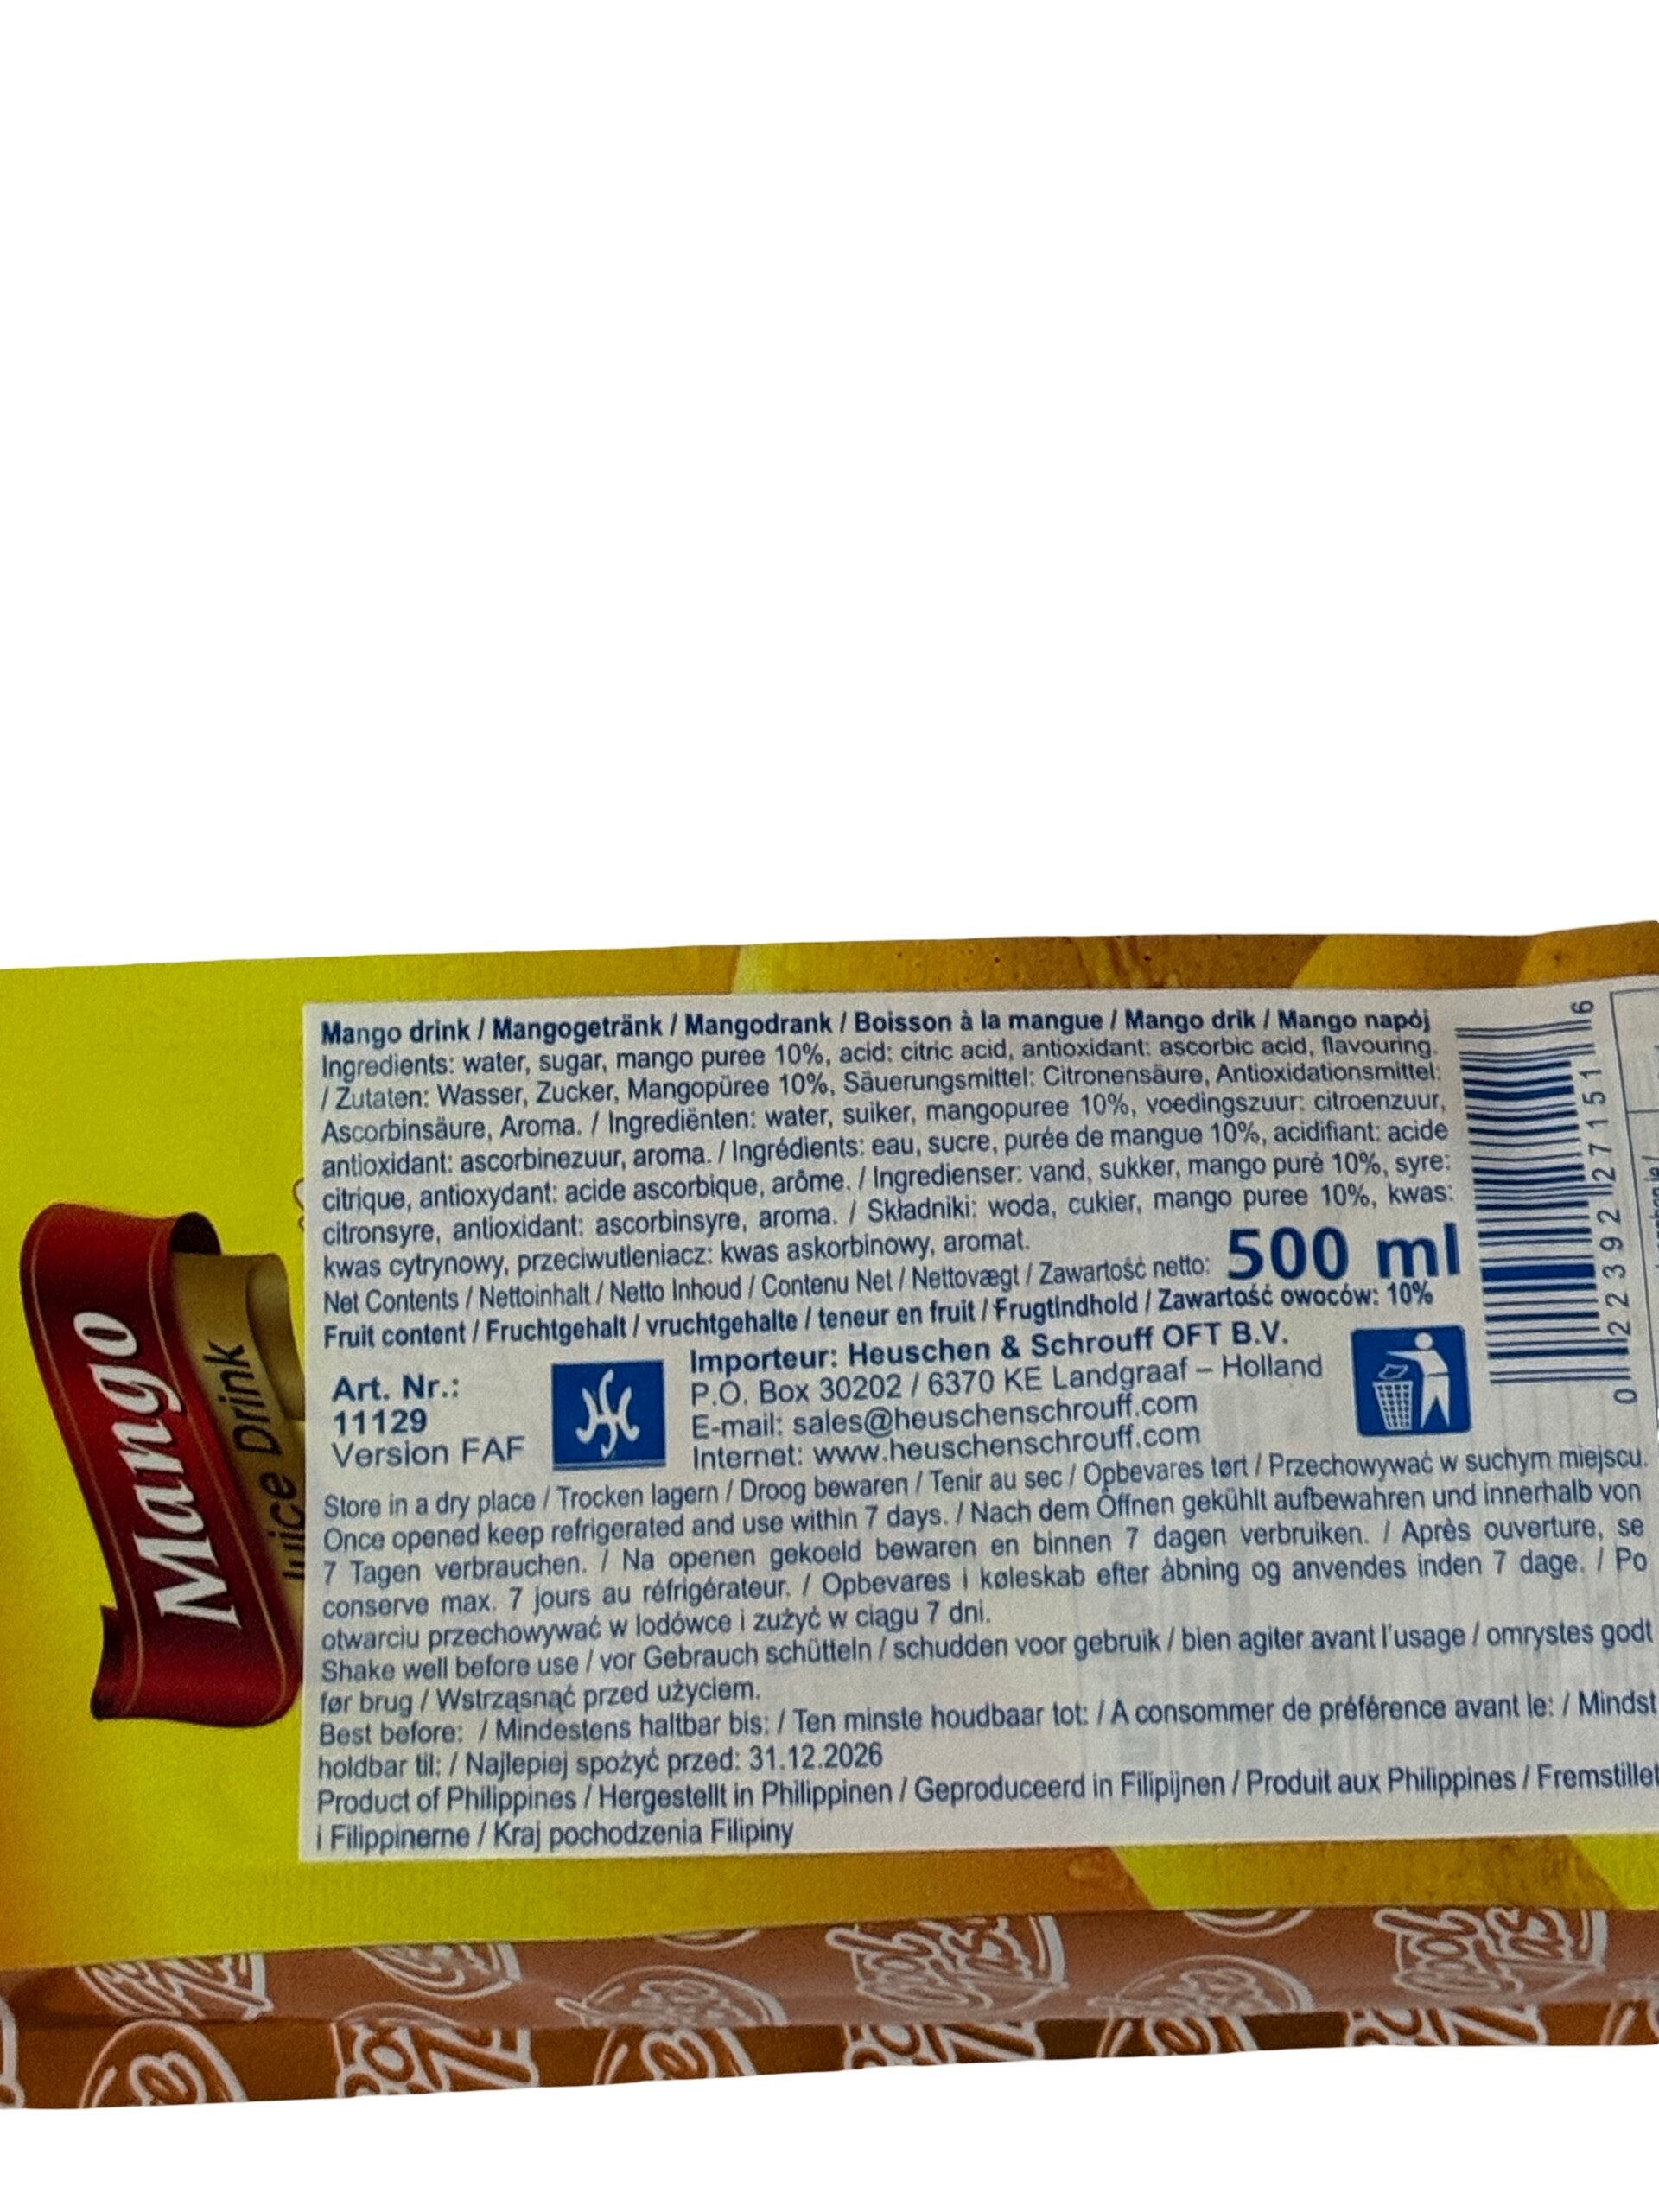 Mango
Juice Drink
Mango drink / Mangogetränk / Mangodrank / Boisson à la mangue / Mango drik / Mango napój
Ingredients: water, sugar, mango puree 10%, acid: citric acid, antioxidant: ascorbic acid, flavouring.
/ Zutaten: Wasser, Zucker, Mangopüree 10%, Säuerungsmittel: Citronensäure, Antioxidationsmittel:
Ascorbinsäure, Aroma. / Ingrediënten: water, suiker, mangopuree 10%, voedingszuur: citroenzuur,
antioxidant: ascorbinezuur, aroma. / Ingrédients: eau, sucre, purée de mangue 10%, acidifiant: acide
citrique, antioxydant: acide ascorbique, arôme. / Ingredienser: vand, sukker, mango puré 10%, syre:
citronsyre, antioxidant: ascorbinsyre, aroma. / Składniki: woda, cukier, mango puree 10%, kwas:
kwas cytrynowy, przeciwutleniacz: kwas askorbinowy, aromat.
Net Contents / Nettoinhalt / Netto Inhoud / Contenu Net / Nettovægt / Zawartość netto: 500 ml
Fruit content / Fruchtgehalt / vruchtgehalte / teneur en fruit / Frugtindhold / Zawartość owoców: 10%
Art. Nr.:
11129
Version FAF
Importeur: Heuschen & Schrouff OFT B.V.
P.O. Box 30202 / 6370 KE Landgraaf – Holland
E-mail: sales@heuschenschrouff.com
Internet: www.heuschenschrouff.com
0 22392 27151 6
Store in a dry place / Trocken lagern / Droog bewaren / Tenir au sec / Opbevares tørt / Przechowywać w suchym miejscu.
Once opened keep refrigerated and use within 7 days. / Nach dem Öffnen gekühlt aufbewahren und innerhalb von
7 Tagen verbrauchen. / Na openen gekoeld bewaren en binnen 7 dagen verbruiken. / Après ouverture, se
conserve max. 7 jours au réfrigérateur. / Opbevares i køleskab efter åbning og anvendes inden 7 dage. / Po
otwarciu przechowywać w lodówce i zużyć w ciągu 7 dni.
Shake well before use / vor Gebrauch schütteln / schudden voor gebruik / bien agiter avant l'usage / omrystes godt
før brug / Wstrząsnąć przed użyciem.
Best before: / Mindestens haltbar bis: / Ten minste houdbaar tot: / A consommer de préférence avant le: / Mindst
holdbar til: / Najlepiej spożyć przed: 31.12.2026
Product of Philippines / Hergestellt in Philippinen / Geproduceerd in Filipijnen / Produit aux Philippines / Fremstillet
i Filippinerne / Kraj pochodzenia Filipiny